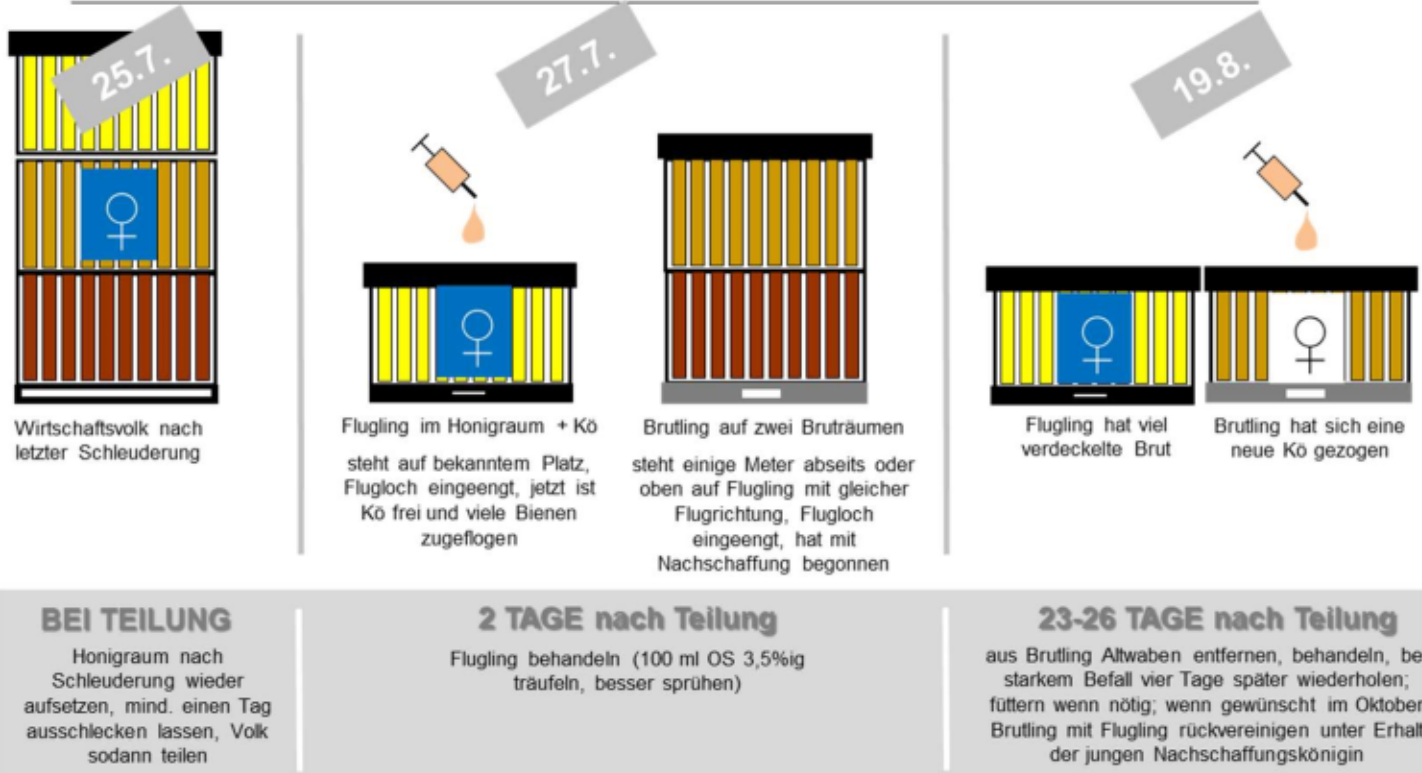 25.7.
27.7.
19.8.
Wirtschaftsvolk nach
letzter Schleuderung
Flugling im Honigraum + Kö
steht auf bekanntem Platz,
Flugloch eingeengt, jetzt ist
Kö frei und viele Bienen
zugeflogen
Brutling auf zwei Bruträumen
steht einige Meter abseits oder
oben auf Flugling mit gleicher
Flugrichtung, Flugloch
eingeengt, hat mit
Nachschaffung begonnen
Flugling hat viel
verdeckelte Brut
Brutling hat sich eine
neue Kö gezogen
BEI TEILUNG
Honigraum nach
Schleuderung wieder
aufsetzen, mind. einen Tag
ausschlecken lassen, Volk
sodann teilen
2 TAGE nach Teilung
Flugling behandeln (100 ml OS 3,5%ig
träufeln, besser sprühen)
23-26 TAGE nach Teilung
aus Brutling Altwaben entfernen, behandeln, be
starkem Befall vier Tage später wiederholen;
füttern wenn nötig; wenn gewünscht im Oktober
Brutling mit Flugling rückvereinigen unter Erhalt
der jungen Nachschaffungskönigin